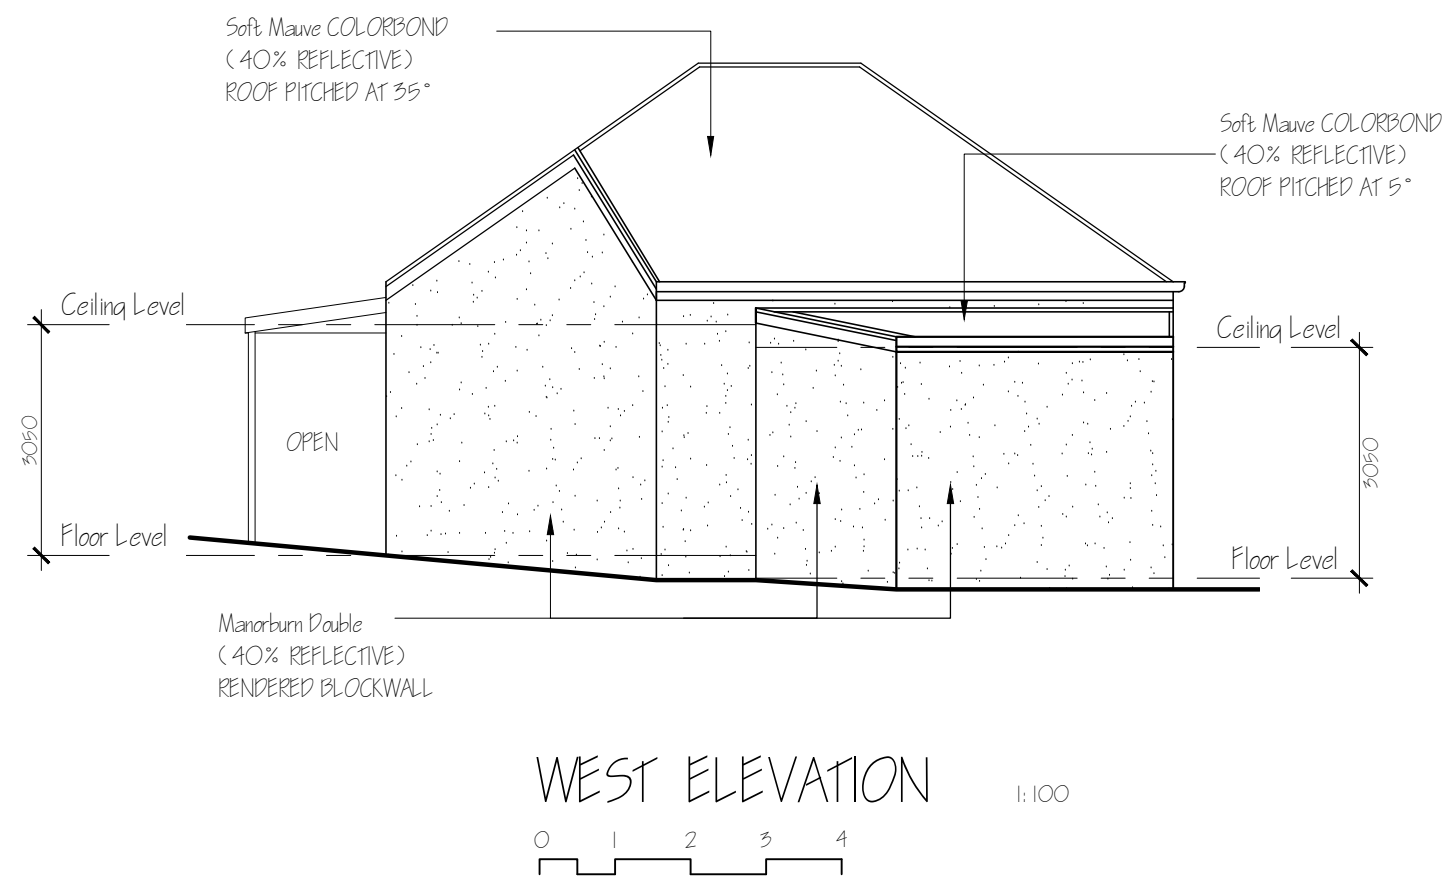 Soft Mauve COLORBOND
(40% REFLECTIVE)
ROOF PITCHED AT 35°
Soft Mauve COLORBOND
(40% REFLECTIVE)
ROOF PITCHED AT 5°
Ceiling Level
Ceiling Level
3050
OPEN
3050
Floor Level
Floor Level
Manorburn Double
(40% REFLECTIVE)
RENDERED BLOCKWALL
WEST ELEVATION 1:100
0 1 2 3 4